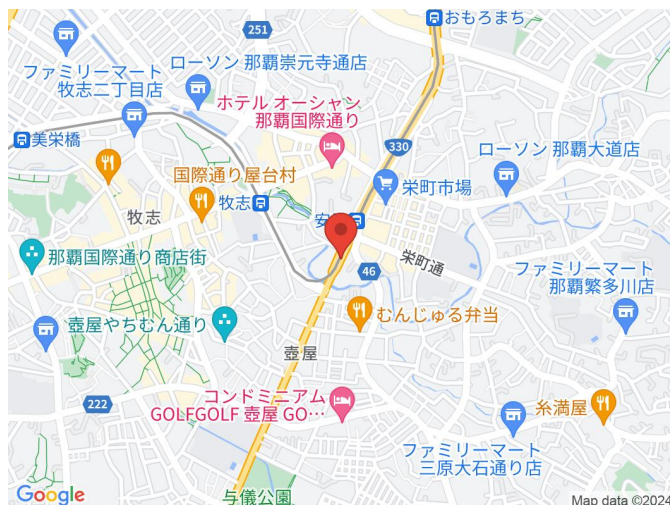 おもろまち
251
ローソン 那覇崇元寺通店
ファミリーマート
牧志二丁目店
ホテル オーシャン
那覇国際通り
美栄橋
330
ローソン 那覇大道店
国際通り屋台村
栄町市場
牧志
牧志
安
那覇国際通り商店街
栄町通
46
ファミリーマート
那覇繁多川店
壺屋やちむん通り
むんじゅる弁当
壺屋
コンドミニアム
GOLFGOLF 壺屋 GO…
222
糸満屋
ファミリーマート
三原大石通り店
与儀公園
Google
Map data ©2024